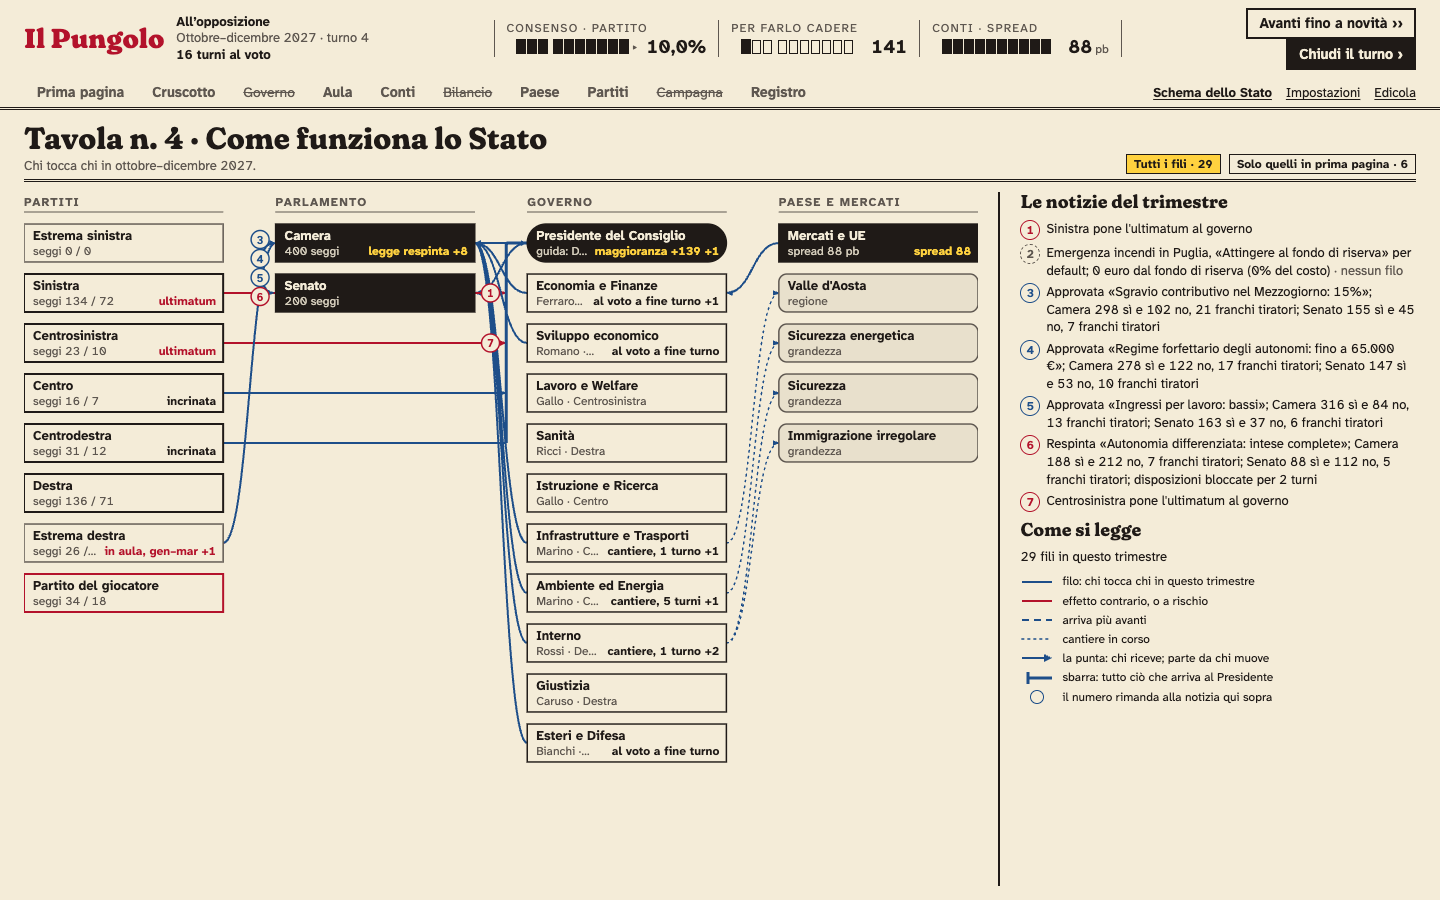 Il Pungolo
All'opposizione
Ottobre–dicembre 2027 · turno 4
16 turni al voto
CONSENSO · PARTITO
10,0%
PER FARLO CADERE
141
CONTI · SPREAD
88 pb
Avanti fino a novità ››
Chiudi il turno ›
Prima pagina
Cruscotto
Governo
Aula
Conti
Bilancio
Paese
Partiti
Campagna
Registro
Schema dello Stato
Impostazioni
Edicola
Tavola n. 4 · Come funziona lo Stato
Chi tocca chi in ottobre–dicembre 2027.
Tutti i fili · 29
Solo quelli in prima pagina · 6
PARTITI
Estrema sinistra
seggi 0 / 0
Sinistra
seggi 134 / 72 ultimatum
Centrosinistra
seggi 23 / 10 ultimatum
Centro
seggi 16 / 7 incrinata
Centrodestra
seggi 31 / 12 incrinata
Destra
seggi 136 / 71
Estrema destra
seggi 26 /... in aula, gen–mar +1
Partito del giocatore
seggi 34 / 18
PARLAMENTO
3
4
5
6
Camera
400 seggi legge respinta +8
Senato
200 seggi
1
7
GOVERNO
Presidente del Consiglio
guida: D... maggioranza +139 +1
Economia e Finanze
Ferraro... al voto a fine turno +1
Sviluppo economico
Romano ·... al voto a fine turno
Lavoro e Welfare
Gallo · Centrosinistra
Sanità
Ricci · Destra
Istruzione e Ricerca
Gallo · Centro
Infrastrutture e Trasporti
Marino · C... cantiere, 1 turno +1
Ambiente ed Energia
Marino · C... cantiere, 5 turni +1
Interno
Rossi · De... cantiere, 1 turno +2
Giustizia
Caruso · Destra
Esteri e Difesa
Bianchi ·... al voto a fine turno
PAESE E MERCATI
Mercati e UE
spread 88 pb spread 88
Valle d'Aosta
regione
Sicurezza energetica
grandezza
Sicurezza
grandezza
Immigrazione irregolare
grandezza
Le notizie del trimestre
1 Sinistra pone l'ultimatum al governo
2 Emergenza incendi in Puglia, «Attingere al fondo di riserva» per
default; 0 euro dal fondo di riserva (0% del costo) · nessun filo
3 Approvata «Sgravio contributivo nel Mezzogiorno: 15%»;
Camera 298 sì e 102 no, 21 franchi tiratori; Senato 155 sì e 45
no, 7 franchi tiratori
4 Approvata «Regime forfettario degli autonomi: fino a 65.000
€»; Camera 278 sì e 122 no, 17 franchi tiratori; Senato 147 sì
e 53 no, 10 franchi tiratori
5 Approvata «Ingressi per lavoro: bassi»; Camera 316 sì e 84 no,
13 franchi tiratori; Senato 163 sì e 37 no, 6 franchi tiratori
6 Respinta «Autonomia differenziata: intese complete»; Camera
188 sì e 212 no, 7 franchi tiratori; Senato 88 sì e 112 no, 5
franchi tiratori; disposizioni bloccate per 2 turni
7 Centrosinistra pone l'ultimatum al governo
Come si legge
29 fili in questo trimestre
filo: chi tocca chi in questo trimestre
effetto contrario, o a rischio
arriva più avanti
cantiere in corso
la punta: chi riceve; parte da chi muove
sbarra: tutto ciò che arriva al Presidente
il numero rimanda alla notizia qui sopra